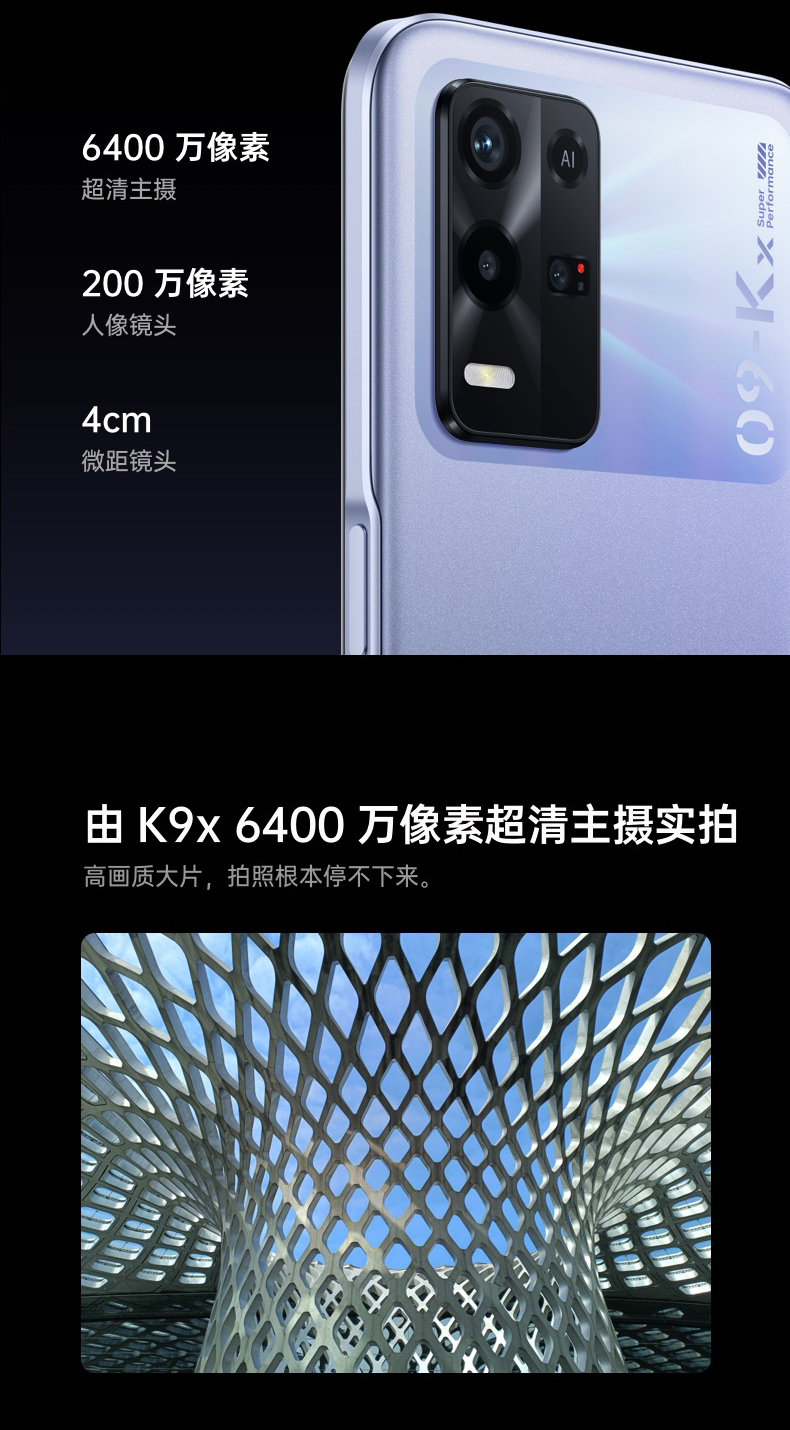 6400 万像素
超清主摄
200 万像素
人像镜头
4cm
微距镜头
AI
Super
Performance
09-Kx
由 K9x 6400 万像素超清主摄实拍
高画质大片，拍照根本停不下来。